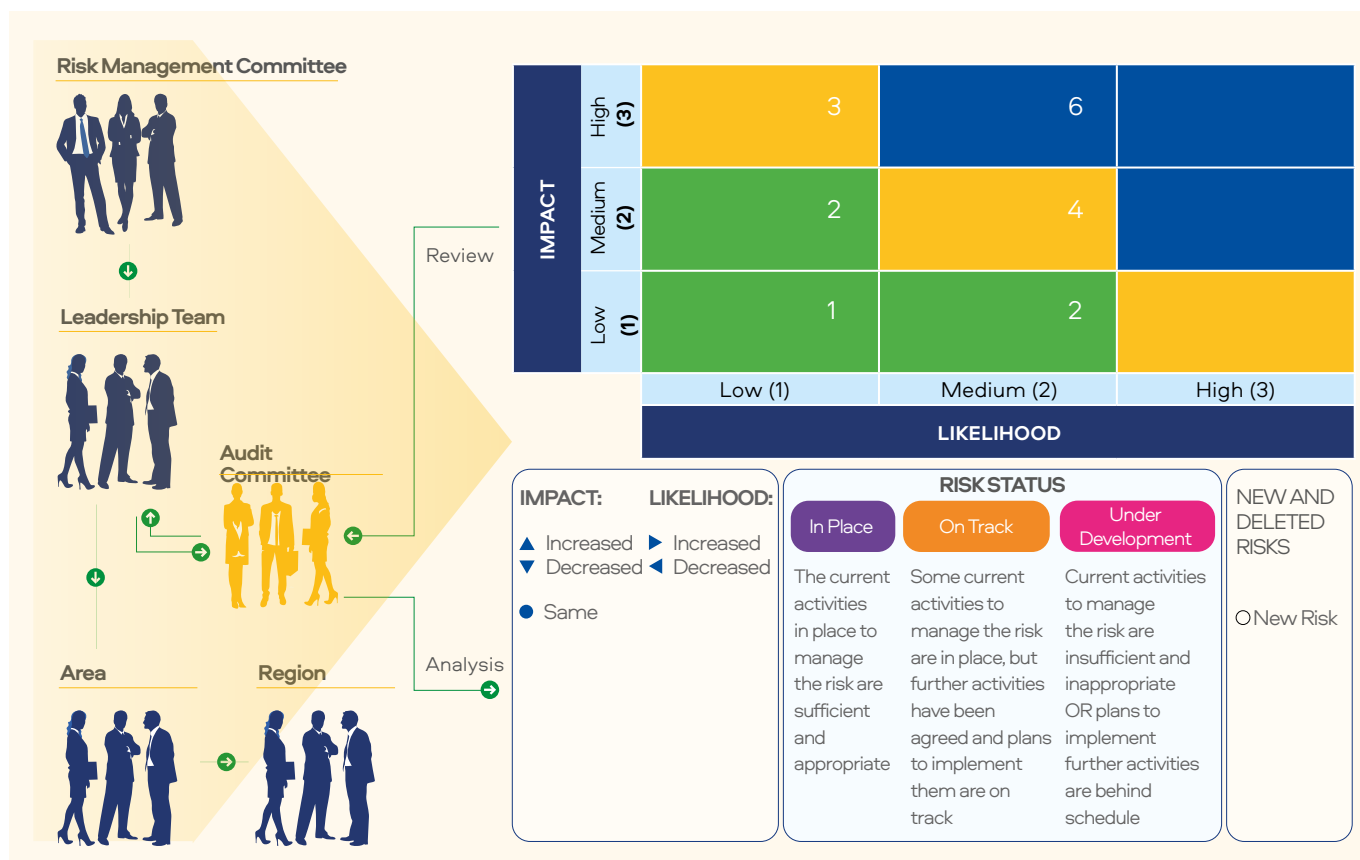 Risk Management Committee
Leadership Team
Audit
Committee
Area
Region
Review
Analysis
IMPACT
High
(3)
3
6
Medium
(2)
2
4
Low
(1)
1
2
Low (1)
Medium (2)
High (3)
LIKELIHOOD
IMPACT:
LIKELIHOOD:
Increased
Increased
Decreased
Decreased
Same
RISK STATUS
In Place
The current
activities
in place to
manage
the risk are
sufficient
and
appropriate
On Track
Some current
activities to
manage the risk
are in place, but
further activities
have been
agreed and plans
to implement
them are on
track
Under
Development
Current activities
to manage
the risk are
insufficient and
inappropriate
OR plans to
implement
further activities
are behind
schedule
NEW AND
DELETED
RISKS
New Risk